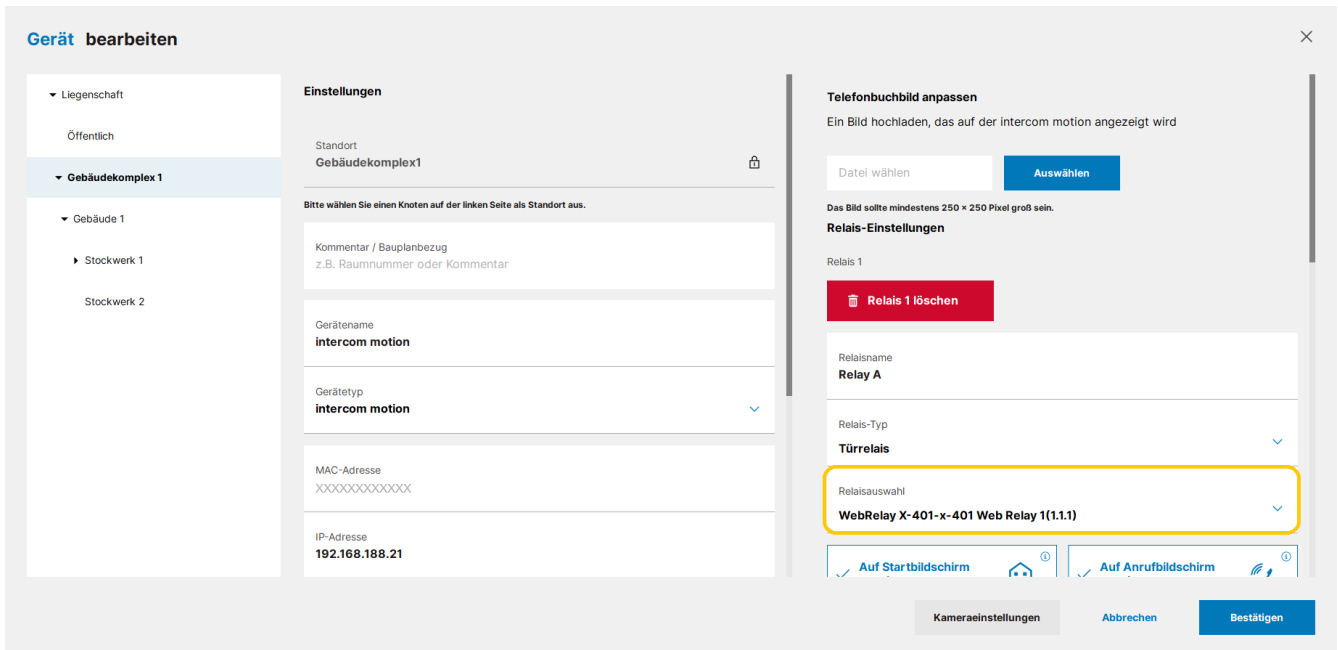 Gerät bearbeiten
Liegenschaft
Öffentlich
Gebäudekomplex 1
Gebäude 1
Stockwerk 1
Stockwerk 2
Einstellungen
Standort
Gebäudekomplex1
Bitte wählen Sie einen Knoten auf der linken Seite als Standort aus.
Kommentar / Bauplanbezug
z.B. Raumnummer oder Kommentar
Gerätename
intercom motion
Gerätetyp
intercom motion
MAC-Adresse
XXXXXXXXXXXX
IP-Adresse
192.168.188.21
Telefonbuchbild anpassen
Ein Bild hochladen, das auf der intercom motion angezeigt wird
Datei wählen
Auswählen
Das Bild sollte mindestens 250 × 250 Pixel groß sein.
Relais-Einstellungen
Relais 1
Relais 1 löschen
Relaisname
Relay A
Relais-Typ
Türrelais
Relaisauswahl
WebRelay X-401-x-401 Web Relay 1(1.1.1)
Auf Startbildschirm
Auf Anrufbildschirm
Kameraeinstellungen
Abbrechen
Bestätigen